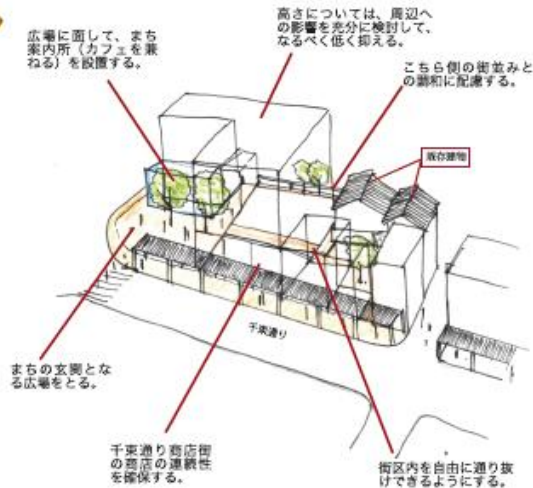 広場に面して、まち
案内所（カフェを兼
ねる）を設置する。
高さについては、周辺へ
の影響を充分に検討して、
なるべく低く抑える。
こちら側の街並みと
の調和に配慮する。
既存建物
千束通り
まちの玄関とな
る広場をとる。
千束通り商店街
の商店の連続性
を確保する。
街区内を自由に通り抜
けできるようにする。